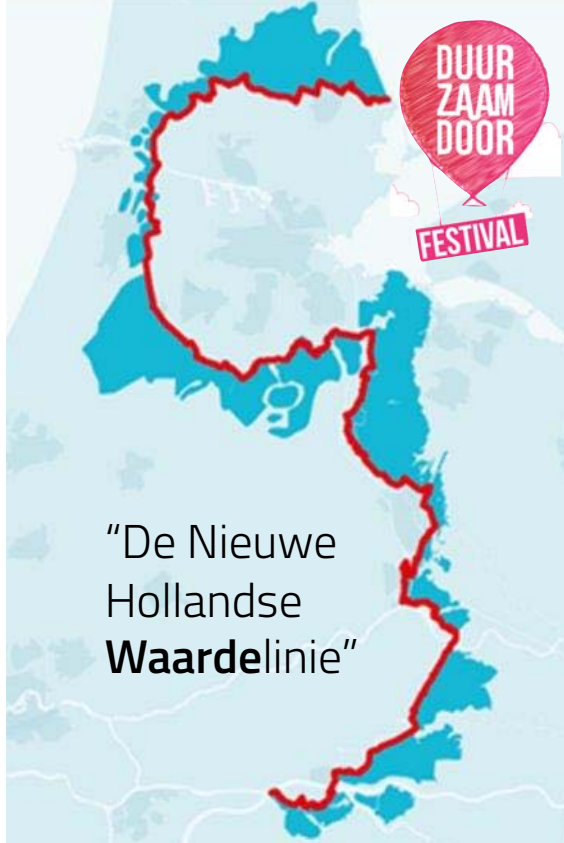 DUUR
ZAAM
DOOR
FESTIVAL
“De Nieuwe
Hollandse
Waardelinie”